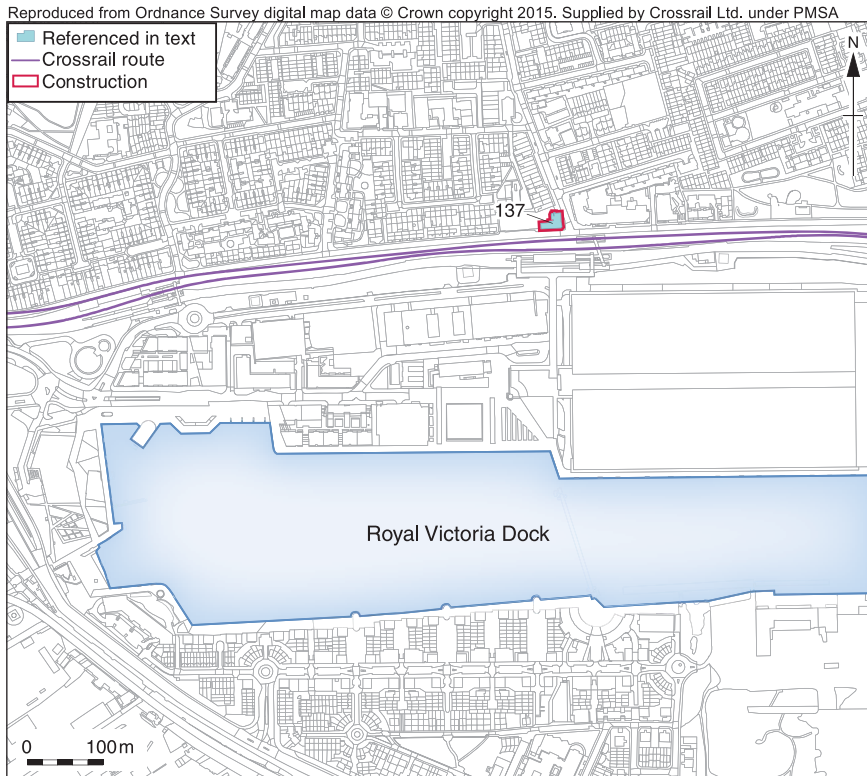 Reproduced from Ordnance Survey digital map data © Crown copyright 2015. Supplied by Crossrail Ltd. under PMSA
Referenced in text
Crossrail route
Construction
N
137
Royal Victoria Dock
0 100m